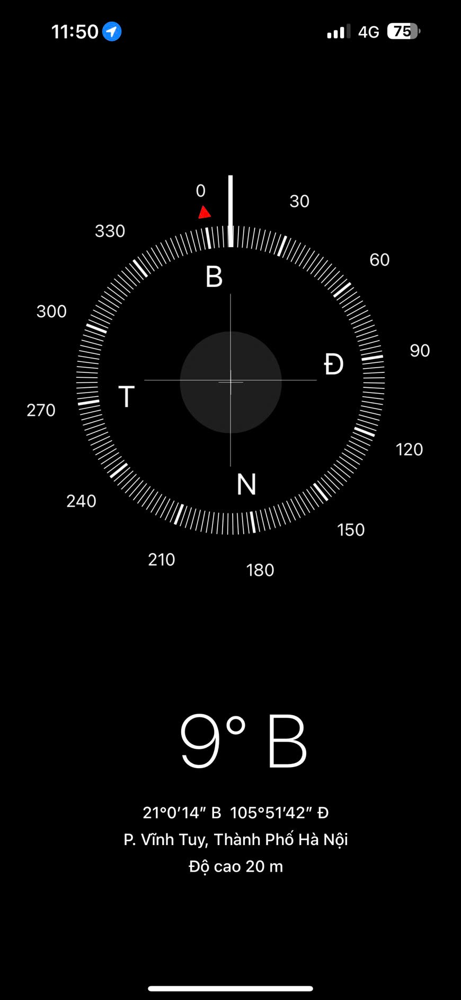 11:50 4G 75
0
30
330
60
B
300
90
Đ
T
270
120
N
240
150
210
180
9° B
21°0′14″ B 105°51′42″ Đ
P. Vĩnh Tuy, Thành Phố Hà Nội
Độ cao 20 m